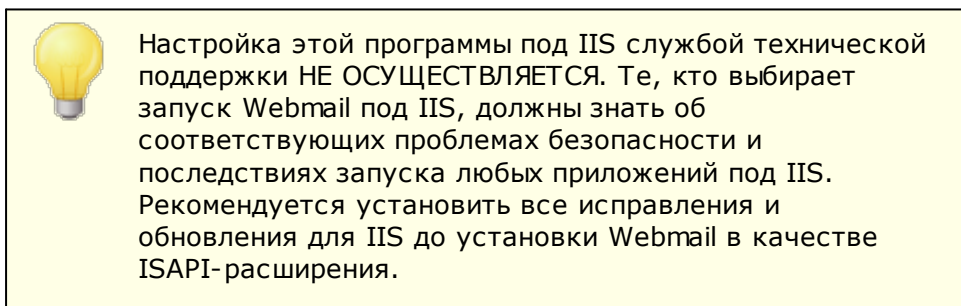 Настройка этой программы под IIS службой технической
поддержки НЕ ОСУЩЕСТВЛЯЕТСЯ. Те, кто выбирает
запуск Webmail под IIS, должны знать об
соответствующих проблемах безопасности и
последствиях запуска любых приложений под IIS.
Рекомендуется установить все исправления и
обновления для IIS до установки Webmail в качестве
ISAPI-расширения.